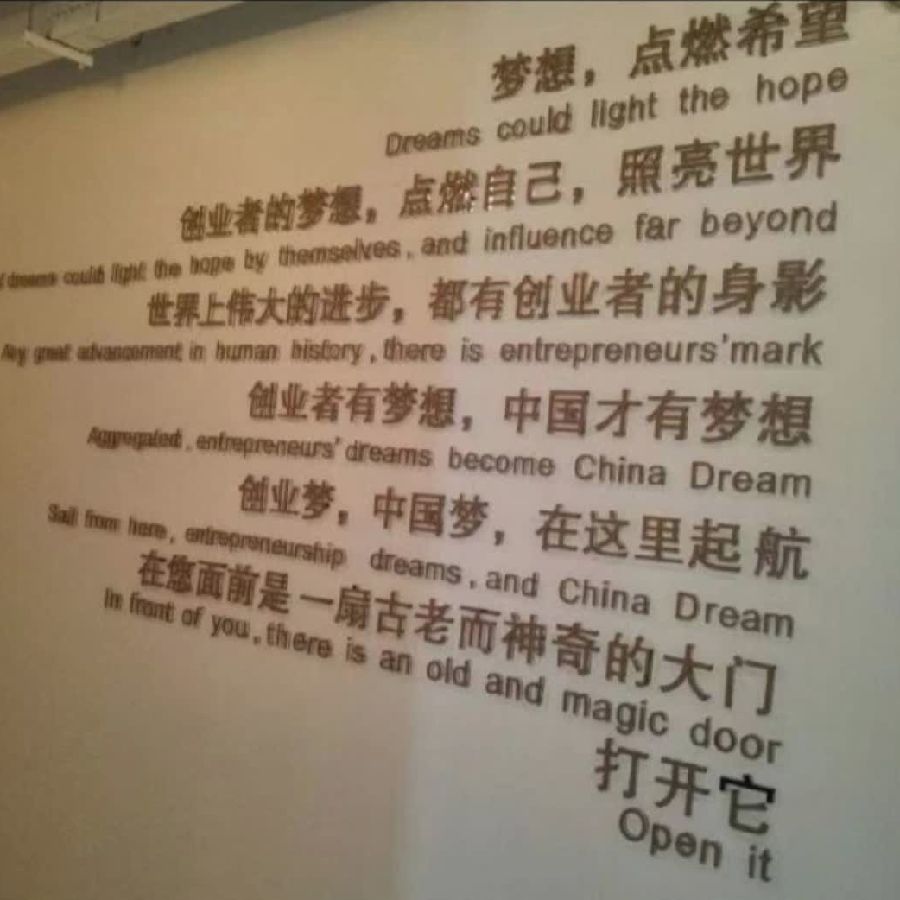 梦想，点燃希望
Dreams could light the hope
创业者的梦想，点燃自己，照亮世界
dreams could light the hope by themselves, and influence far beyond
世界上伟大的进步，都有创业者的身影
Any great advancement in human history, there is entrepreneurs'mark
创业者有梦想，中国才有梦想
Aggregated, entrepreneurs' dreams become China Dream
创业梦，中国梦，在这里起航
Sail from here, entrepreneurship dreams, and China Dream
在您面前是一扇古老而神奇的大门
In front of you, there is an old and magic door
打开它
Open it